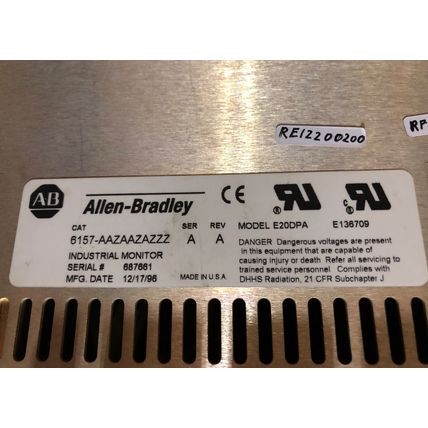 RE12200200
RF
AB
Allen-Bradley
CE
RU
c RU
CAT
SER
REV
MODEL E20DPA
E136709
6157-AAZAAZAZZZ
A
A
INDUSTRIAL MONITOR
SERIAL # 687661
MFG. DATE 12/17/96
MADE IN U.S.A.
DANGER Dangerous voltages are present
in this equipment that are capable of
causing injury or death. Refer all servicing to
trained service personnel Complies with
DHHS Radiation, 21 CFR Subchapter J